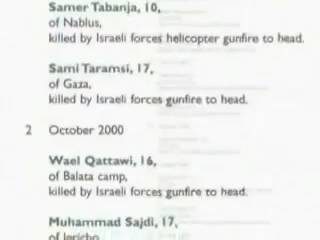 Samer Tabanja, 10,
of Nablus,
killed by Israeli forces helicopter gunfire to head.
Sami Taramsi, 17,
of Gaza,
killed by Israeli forces gunfire to head.
2 October 2000
Wael Qattawi, 16,
of Balata camp,
killed by Israeli forces gunfire to head.
Muhammad Sajdi, 17,
of Jericho